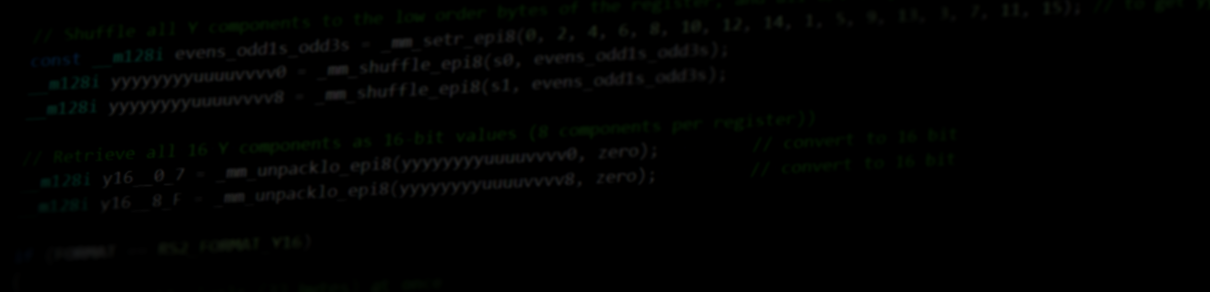 // Shuffle all Y components to the low order bytes of the register,
const __m128i evens_odd1s_odd3s = _mm_setr_epi8(0, 2, 4, 6, 8, 10, 12, 14, 1, 5, 9, 13, 3, 7, 11, 15); // to get
__m128i yyyyyyyyuuuuvvvv0 = _mm_shuffle_epi8(s0, evens_odd1s_odd3s);
__m128i yyyyyyyyuuuuvvvv8 = _mm_shuffle_epi8(s1, evens_odd1s_odd3s);
// Retrieve all 16 Y components as 16-bit values (8 components per register))
__m128i y16__0_7 = _mm_unpacklo_epi8(yyyyyyyyuuuuvvvv0, zero); // convert to 16 bit
__m128i y16__8_F = _mm_unpacklo_epi8(yyyyyyyyuuuuvvvv8, zero); // convert to 16 bit
if (FORMAT == RS2_FORMAT_Y16)